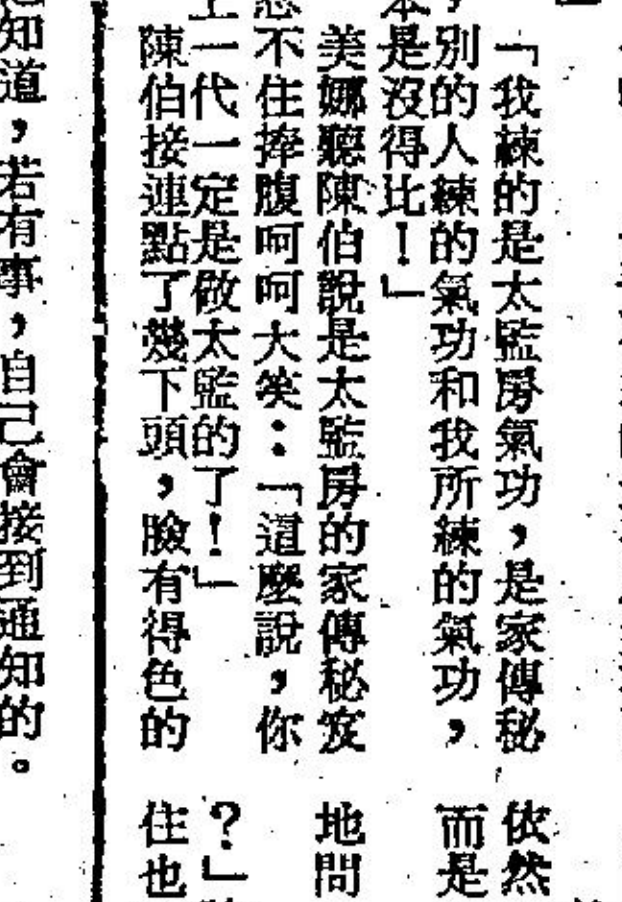 「我練的是太監房氣功,是家傳秘
,別的人練的氣功和我所練的氣功,
本是沒得比!」
美娜聽陳伯說是太監房的家傳秘笈
忍不住捧腹呵呵大笑:「這麼說,你
上一代一定是做太監的了!」
陳伯接連點了幾下頭,臉有得色的
依然
而是
地問
?」
住也
知道,若有事,自己會接到通知的。